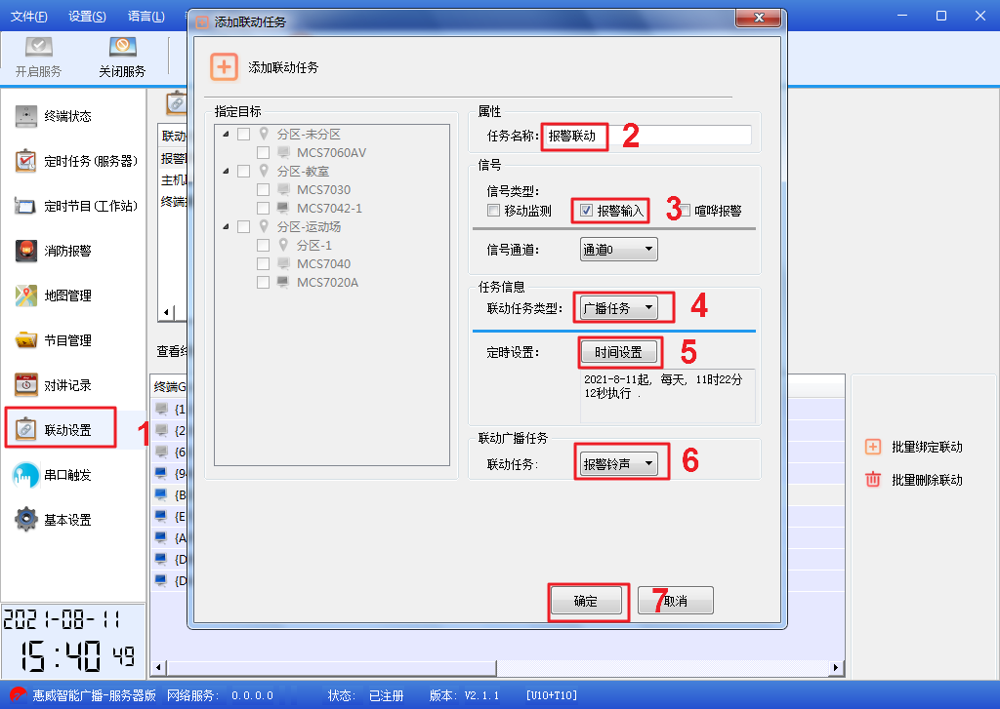 文件(F) 设置(S) 语言(L)
开启服务 关闭服务
终端状态
定时任务(服务器)
定时节目(工作站)
消防报警
地图管理
节目管理
对讲记录
联动设置
1
串口触发
基本设置
2021-08-11
15:40 49
联动
报警
主机
终端
查看终
终端G
{1
{2
{6
{9
{B
{E
{A
{D
{D
添加联动任务
添加联动任务
指定目标
分区-未分区
MCS7060AV
分区-教室
MCS7030
MCS7042-1
分区-运动场
分区-1
MCS7040
MCS7020A
属性
任务名称: 报警联动 2
信号
信号类型:
移动监测 报警输入 3 喧哗报警
信号通道: 通道0
任务信息
联动任务类型: 广播任务 4
定時设置: 时间设置 5
2021-8-11起, 每天, 11时22分
12秒执行 .
联动广播任务
联动任务: 报警铃声 6
确定 7 取消
批量绑定联动
批量删除联动
惠威智能广播-服务器版 网络服务: 0.0.0.0 状态: 已注册 版本: V2.1.1 [U10+T10]